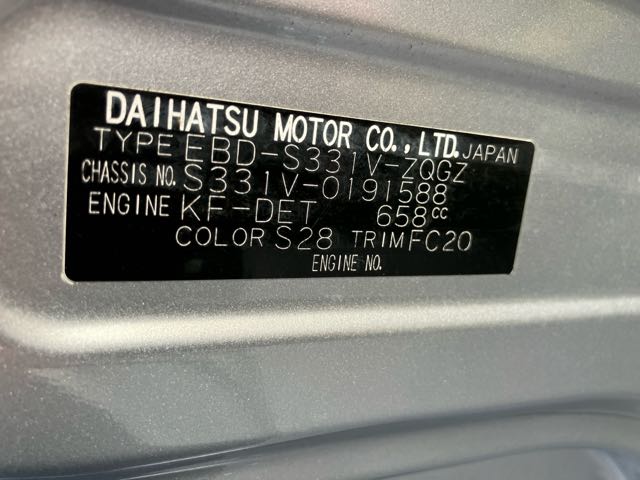 DAIHATSU MOTOR CO., LTD. JAPAN
TYPE EBD-S331V-ZQGZ
CHASSIS NO. S331V-0191588
ENGINE KF-DET 658cc
COLOR S28 TRIM FC20
ENGINE NO.